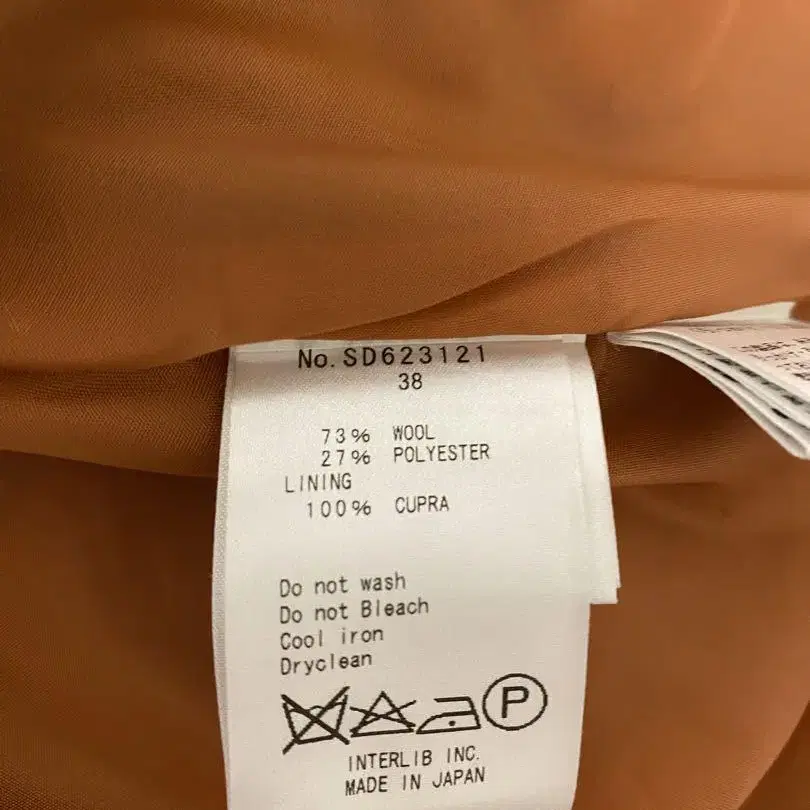 No. SD623121
38
73% WOOL
27% POLYESTER
LINING
100% CUPRA
Do not wash
Do not Bleach
Cool iron
Dryclean
P
INTERLIB INC.
MADE IN JAPAN